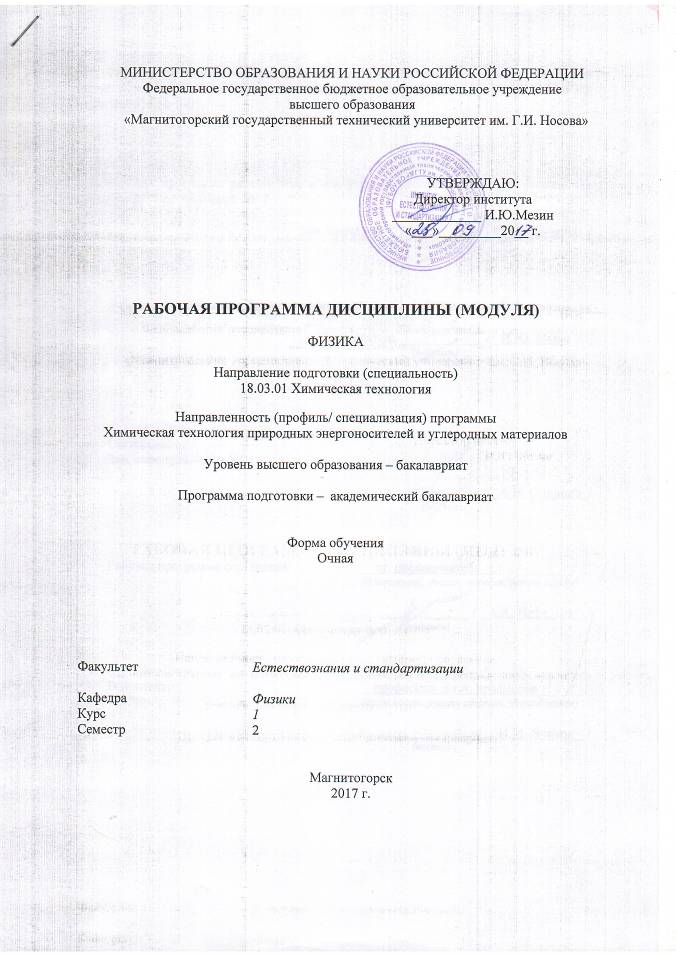 МИНИСТЕРСТВО ОБРАЗОВАНИЯ И НАУКИ РОССИЙСКОЙ ФЕДЕРАЦИИ
Федеральное государственное бюджетное образовательное учреждение
высшего образования
«Магнитогорский государственный технический университет им. Г.И. Носова»
УТВЕРЖДАЮ:
Директор института
И.Ю.Мезин
«25» 09 2017г.
РАБОЧАЯ ПРОГРАММА ДИСЦИПЛИНЫ (МОДУЛЯ)
ФИЗИКА
Направление подготовки (специальность)
18.03.01 Химическая технология
Направленность (профиль/ специализация) программы
Химическая технология природных энергоносителей и углеродных материалов
Уровень высшего образования – бакалавриат
Программа подготовки – академический бакалавриат
Форма обучения
Очная
Факультет Естествознания и стандартизации
Кафедра Физики
Курс 1
Семестр 2
Магнитогорск
2017 г.